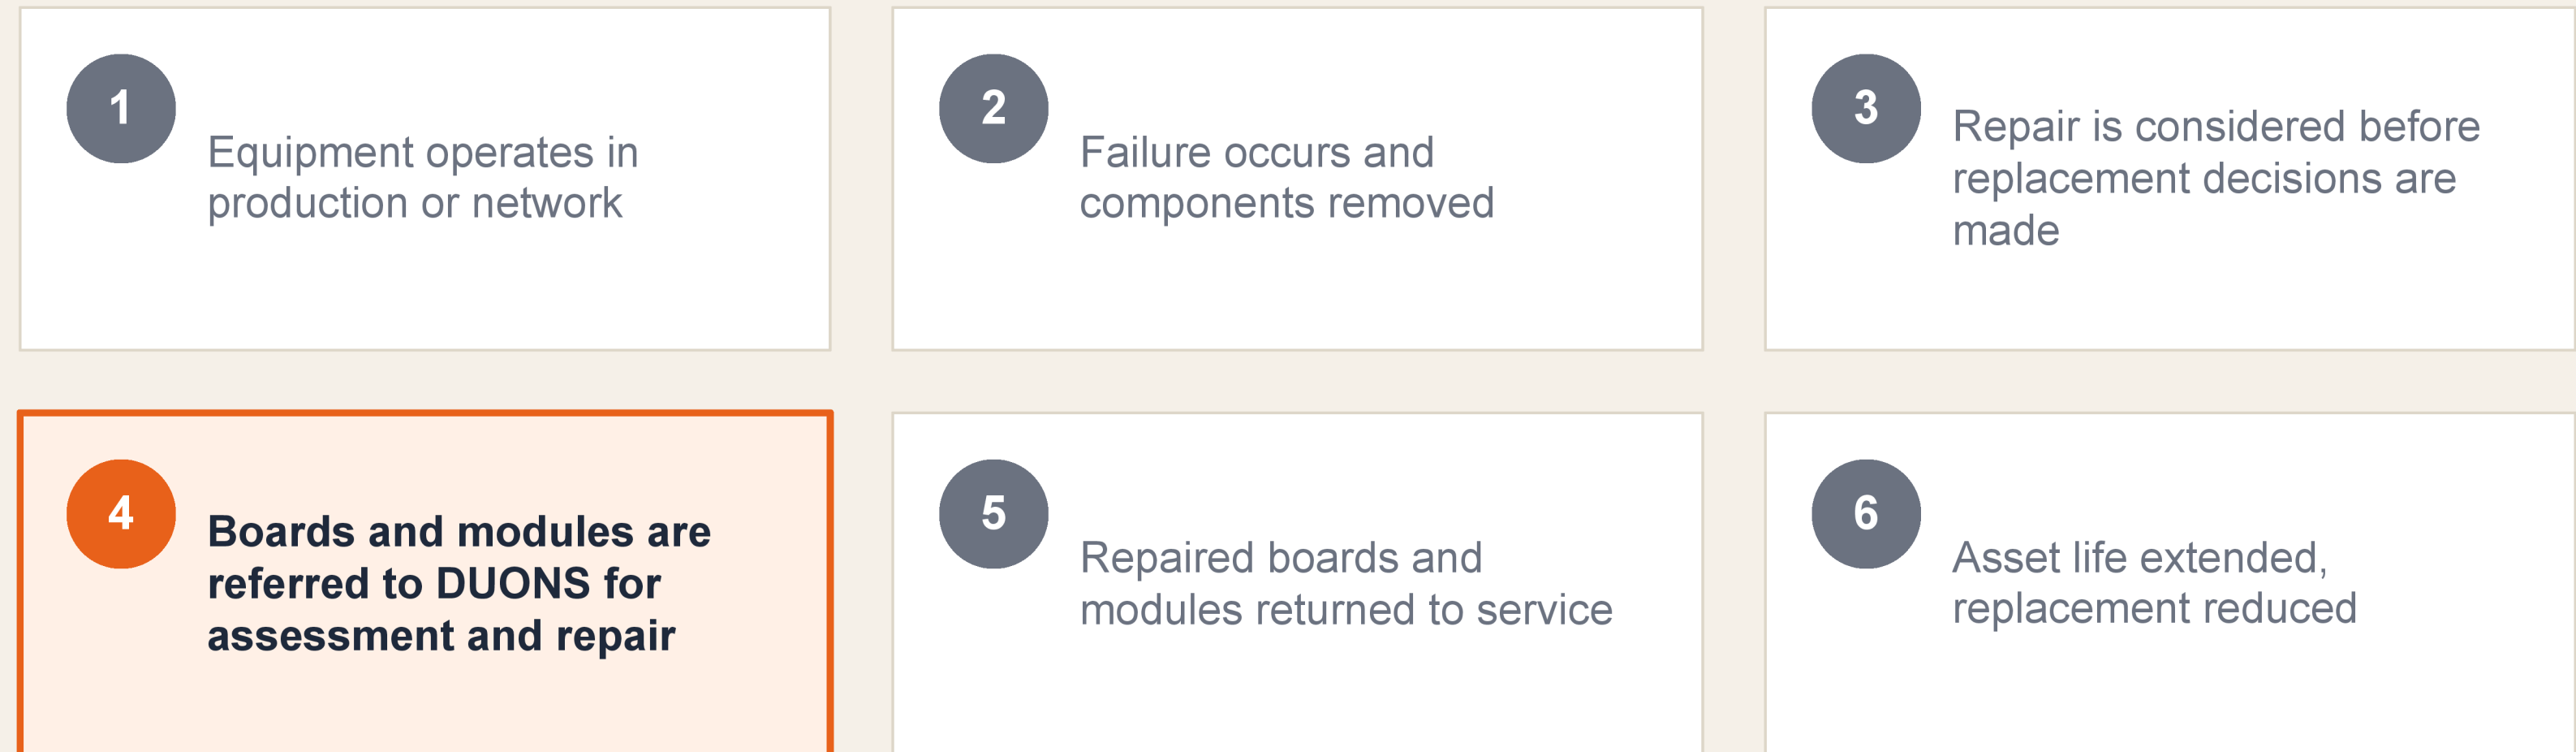 1
Equipment operates in
production or network
2
Failure occurs and
components removed
3
Repair is considered before
replacement decisions are
made
4
Boards and modules are
referred to DUONS for
assessment and repair
5
Repaired boards and
modules returned to service
6
Asset life extended,
replacement reduced